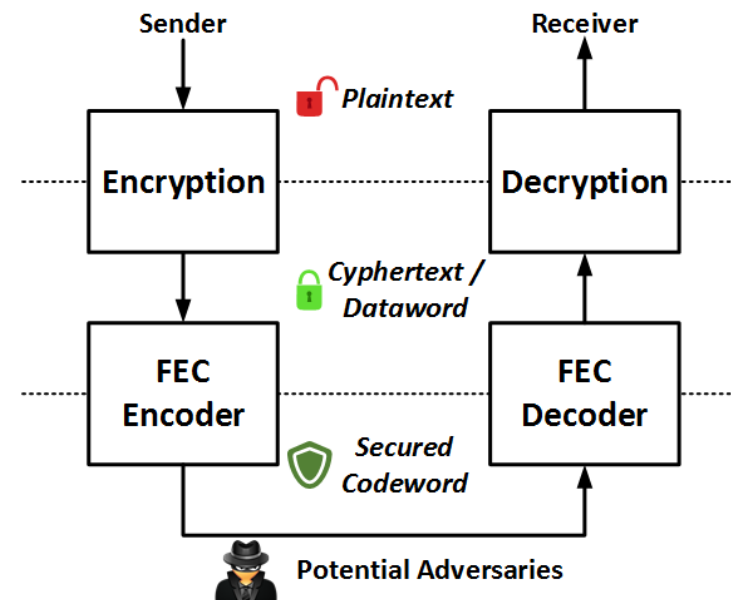 Sender
Receiver
Plaintext
Encryption
Decryption
Cyphertext /
Dataword
FEC
Encoder
FEC
Decoder
Secured
Codeword
Potential Adversaries